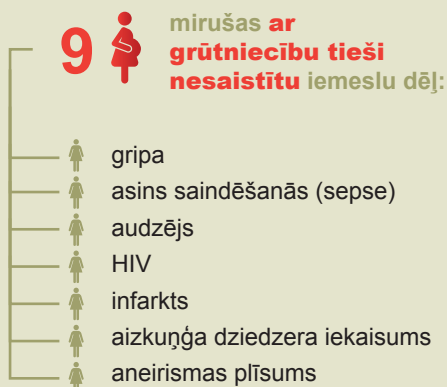 9
mirušas ar
grūtniecību tieši
nesaistītu iemeslu dēļ:
gripa
asins saindēšanās (sepse)
audzējs
HIV
infarkts
aizkuņģa dziedzera iekaisums
aneirismas plīsums